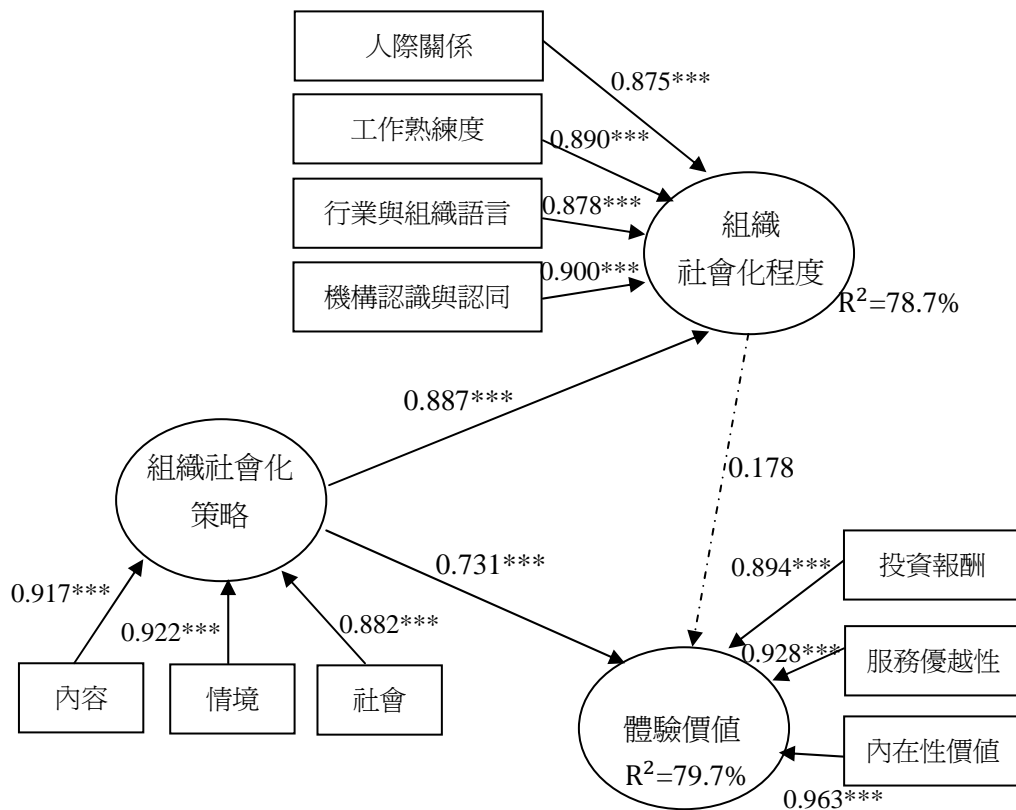 人際關係
0.875***
工作熟練度
0.890***
行業與組織語言
0.878***
機構認識與認同
0.900***
組織
社會化程度
R²=78.7%
0.887***
組織社會化
策略
0.178
0.731***
0.917***
0.922***
0.882***
內容
情境
社會
0.894***
投資報酬
0.928***
服務優越性
體驗價值
R²=79.7%
內在性價值
0.963***